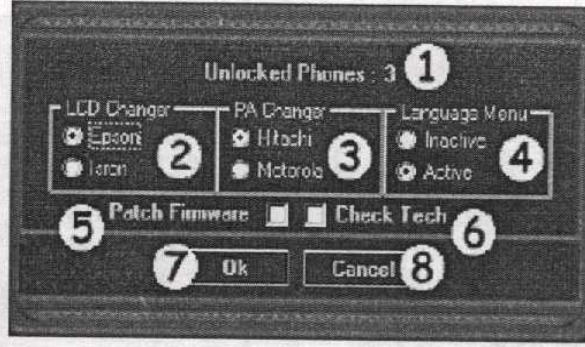 Unlocked Phones : 3 1
LCD Changer PA Changer Language Menu
Epson 2 Hitachi 3 Inactive 4
Motorola Active
5 Patch Firmware Check Tech 6
7 Ok Cancel 8